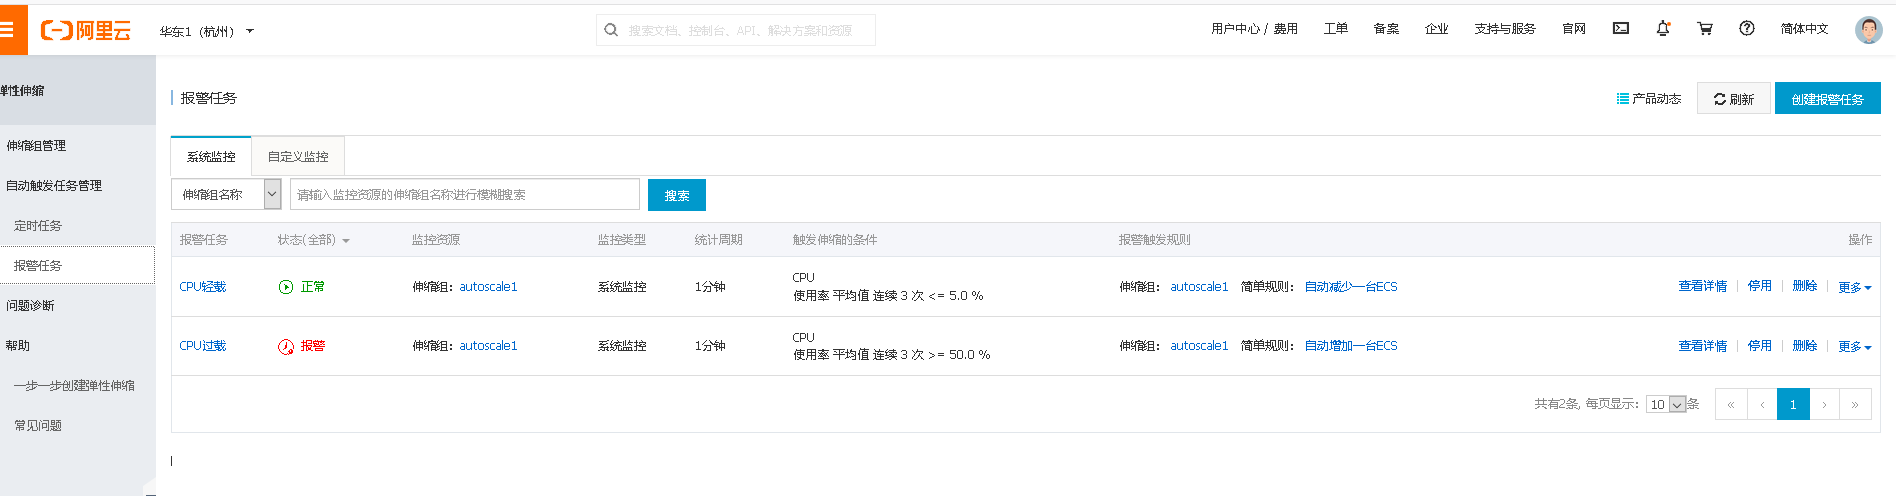 阿里云 华东1（杭州） 搜索文档、控制台、API、解决方案和资源 用户中心 / 费用 工单 备案 企业 支持与服务 官网 简体中文
弹性伸缩
伸缩组管理
自动触发任务管理
定时任务
报警任务
问题诊断
帮助
一步一步创建弹性伸缩
常见问题
报警任务 产品动态 刷新 创建报警任务
系统监控 自定义监控
伸缩组名称 请输入监控资源的伸缩组名称进行模糊搜索 搜索
报警任务 状态(全部) 监控资源 监控类型 统计周期 触发伸缩的条件 报警触发规则 操作
CPU轻载 正常 伸缩组：autoscale1 系统监控 1分钟 CPU
使用率 平均值 连续 3 次 <= 5.0 % 伸缩组： autoscale1 简单规则： 自动减少一台ECS 查看详情 停用 删除 更多
CPU过载 报警 伸缩组：autoscale1 系统监控 1分钟 CPU
使用率 平均值 连续 3 次 >= 50.0 % 伸缩组： autoscale1 简单规则： 自动增加一台ECS 查看详情 停用 删除 更多
共有2条, 每页显示： 10 条 « ‹ 1 › »